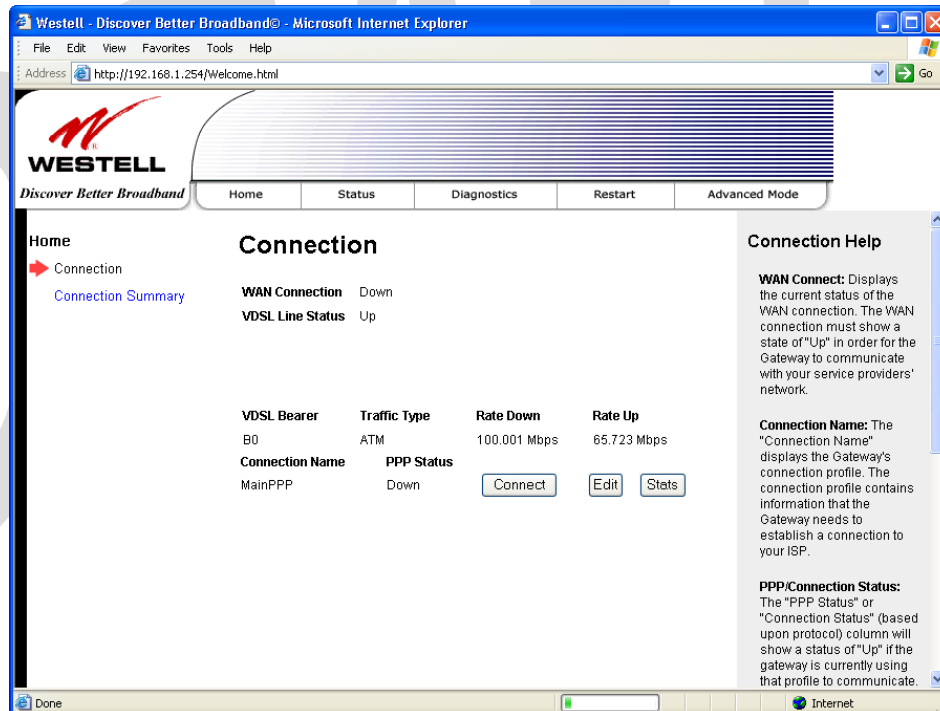 Westell - Discover Better Broadband© - Microsoft Internet Explorer
File Edit View Favorites Tools Help
Address http://192.168.1.254/Welcome.html Go
WESTELL
Discover Better Broadband
Home Status Diagnostics Restart Advanced Mode
Home
Connection
Connection Summary
Connection
WAN Connection Down
VDSL Line Status Up
VDSL Bearer Traffic Type Rate Down Rate Up
B0 ATM 100.001 Mbps 65.723 Mbps
Connection Name PPP Status
MainPPP Down Connect Edit Stats
Connection Help
WAN Connect: Displays
the current status of the
WAN connection. The WAN
connection must show a
state of "Up" in order for the
Gateway to communicate
with your service providers'
network.
Connection Name: The
"Connection Name"
displays the Gateway's
connection profile. The
connection profile contains
information that the
Gateway needs to
establish a connection to
your ISP.
PPP/Connection Status:
The "PPP Status" or
"Connection Status" (based
upon protocol) column will
show a status of "Up" if the
gateway is currently using
that profile to communicate.
Done Internet